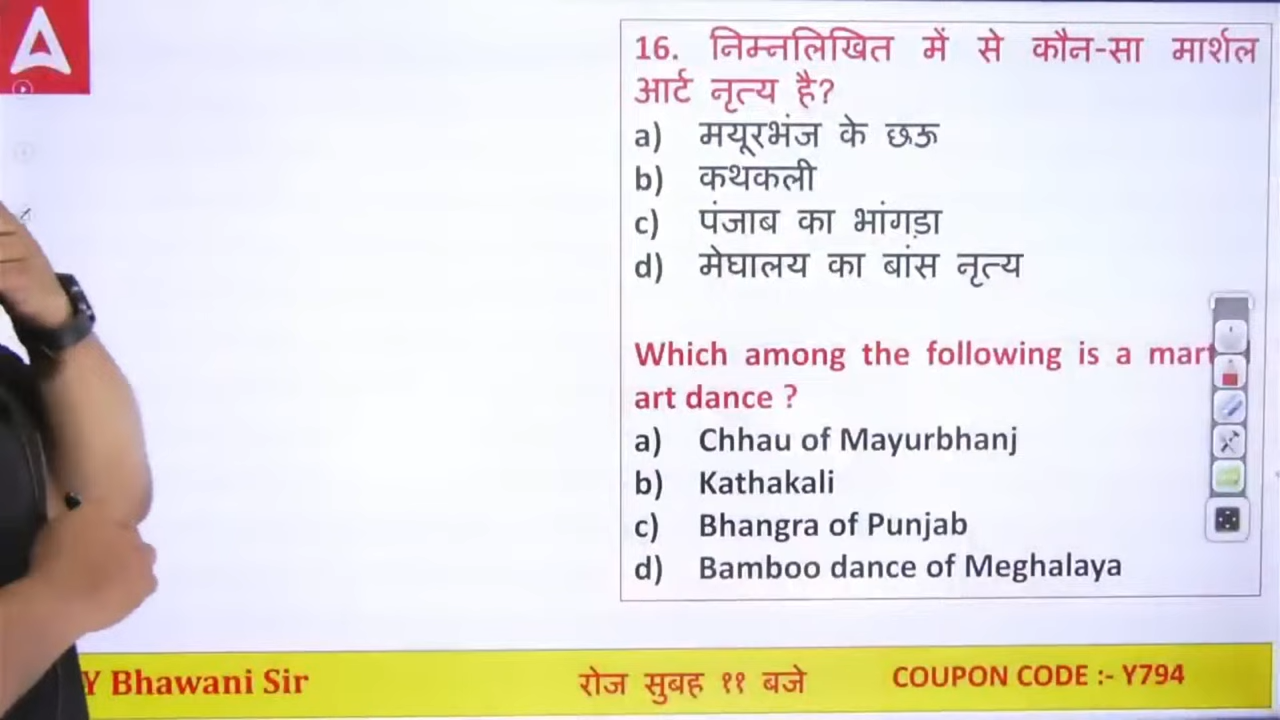 16. निम्नलिखित में से कौन-सा मार्शल
आर्ट नृत्य है?
a) मयूरभंज के छऊ
b) कथकली
c) पंजाब का भांगड़ा
d) मेघालय का बांस नृत्य
Which among the following is a
art dance ?
a) Chhau of Mayurbhanj
b) Kathakali
c) Bhangra of Punjab
d) Bamboo dance of Meghalaya
Y Bhawani Sir
रोज सुबह ११ बजे
COUPON CODE :- Y794